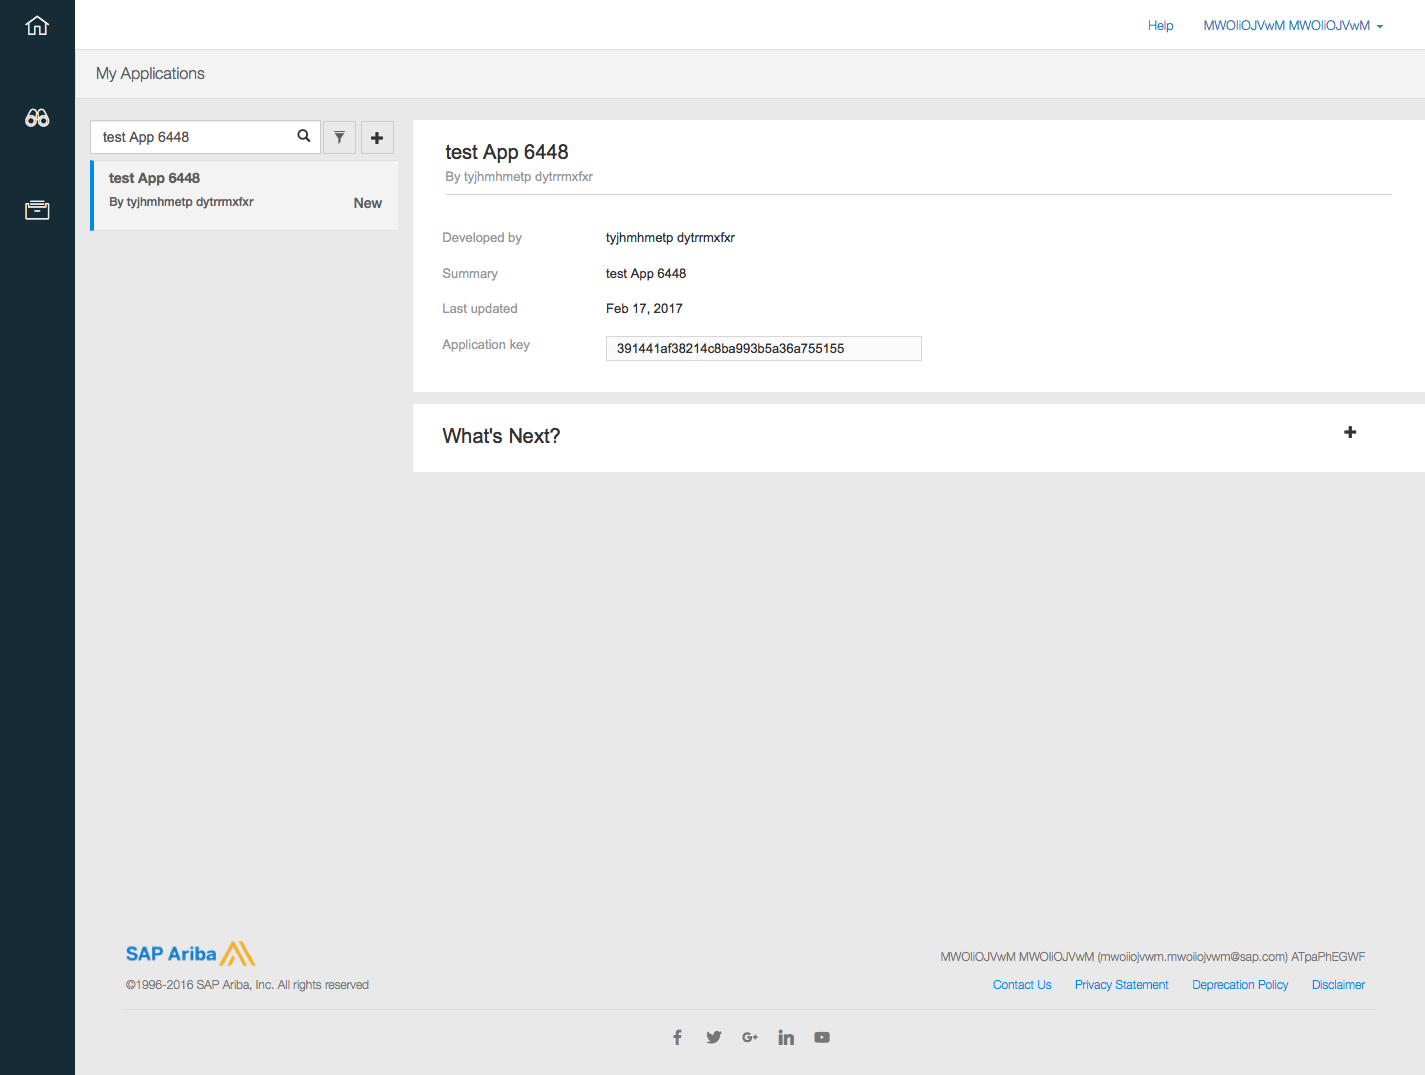 Help MWOIiOJVwM MWOIiOJVwM
My Applications
test App 6448
test App 6448
By tyjhmhmetp dytrrmxfxr
New
test App 6448
By tyjhmhmetp dytrrmxfxr
Developed by tyjhmhmetp dytrrmxfxr
Summary test App 6448
Last updated Feb 17, 2017
Application key 391441af38214c8ba993b5a36a755155
What's Next?
SAP Ariba
©1996-2016 SAP Ariba, Inc. All rights reserved
MWOIiOJVwM MWOIiOJVwM (mwoiiojvwm.mwoiiojvwm@sap.com) ATpaPhEGWF
Contact Us Privacy Statement Deprecation Policy Disclaimer